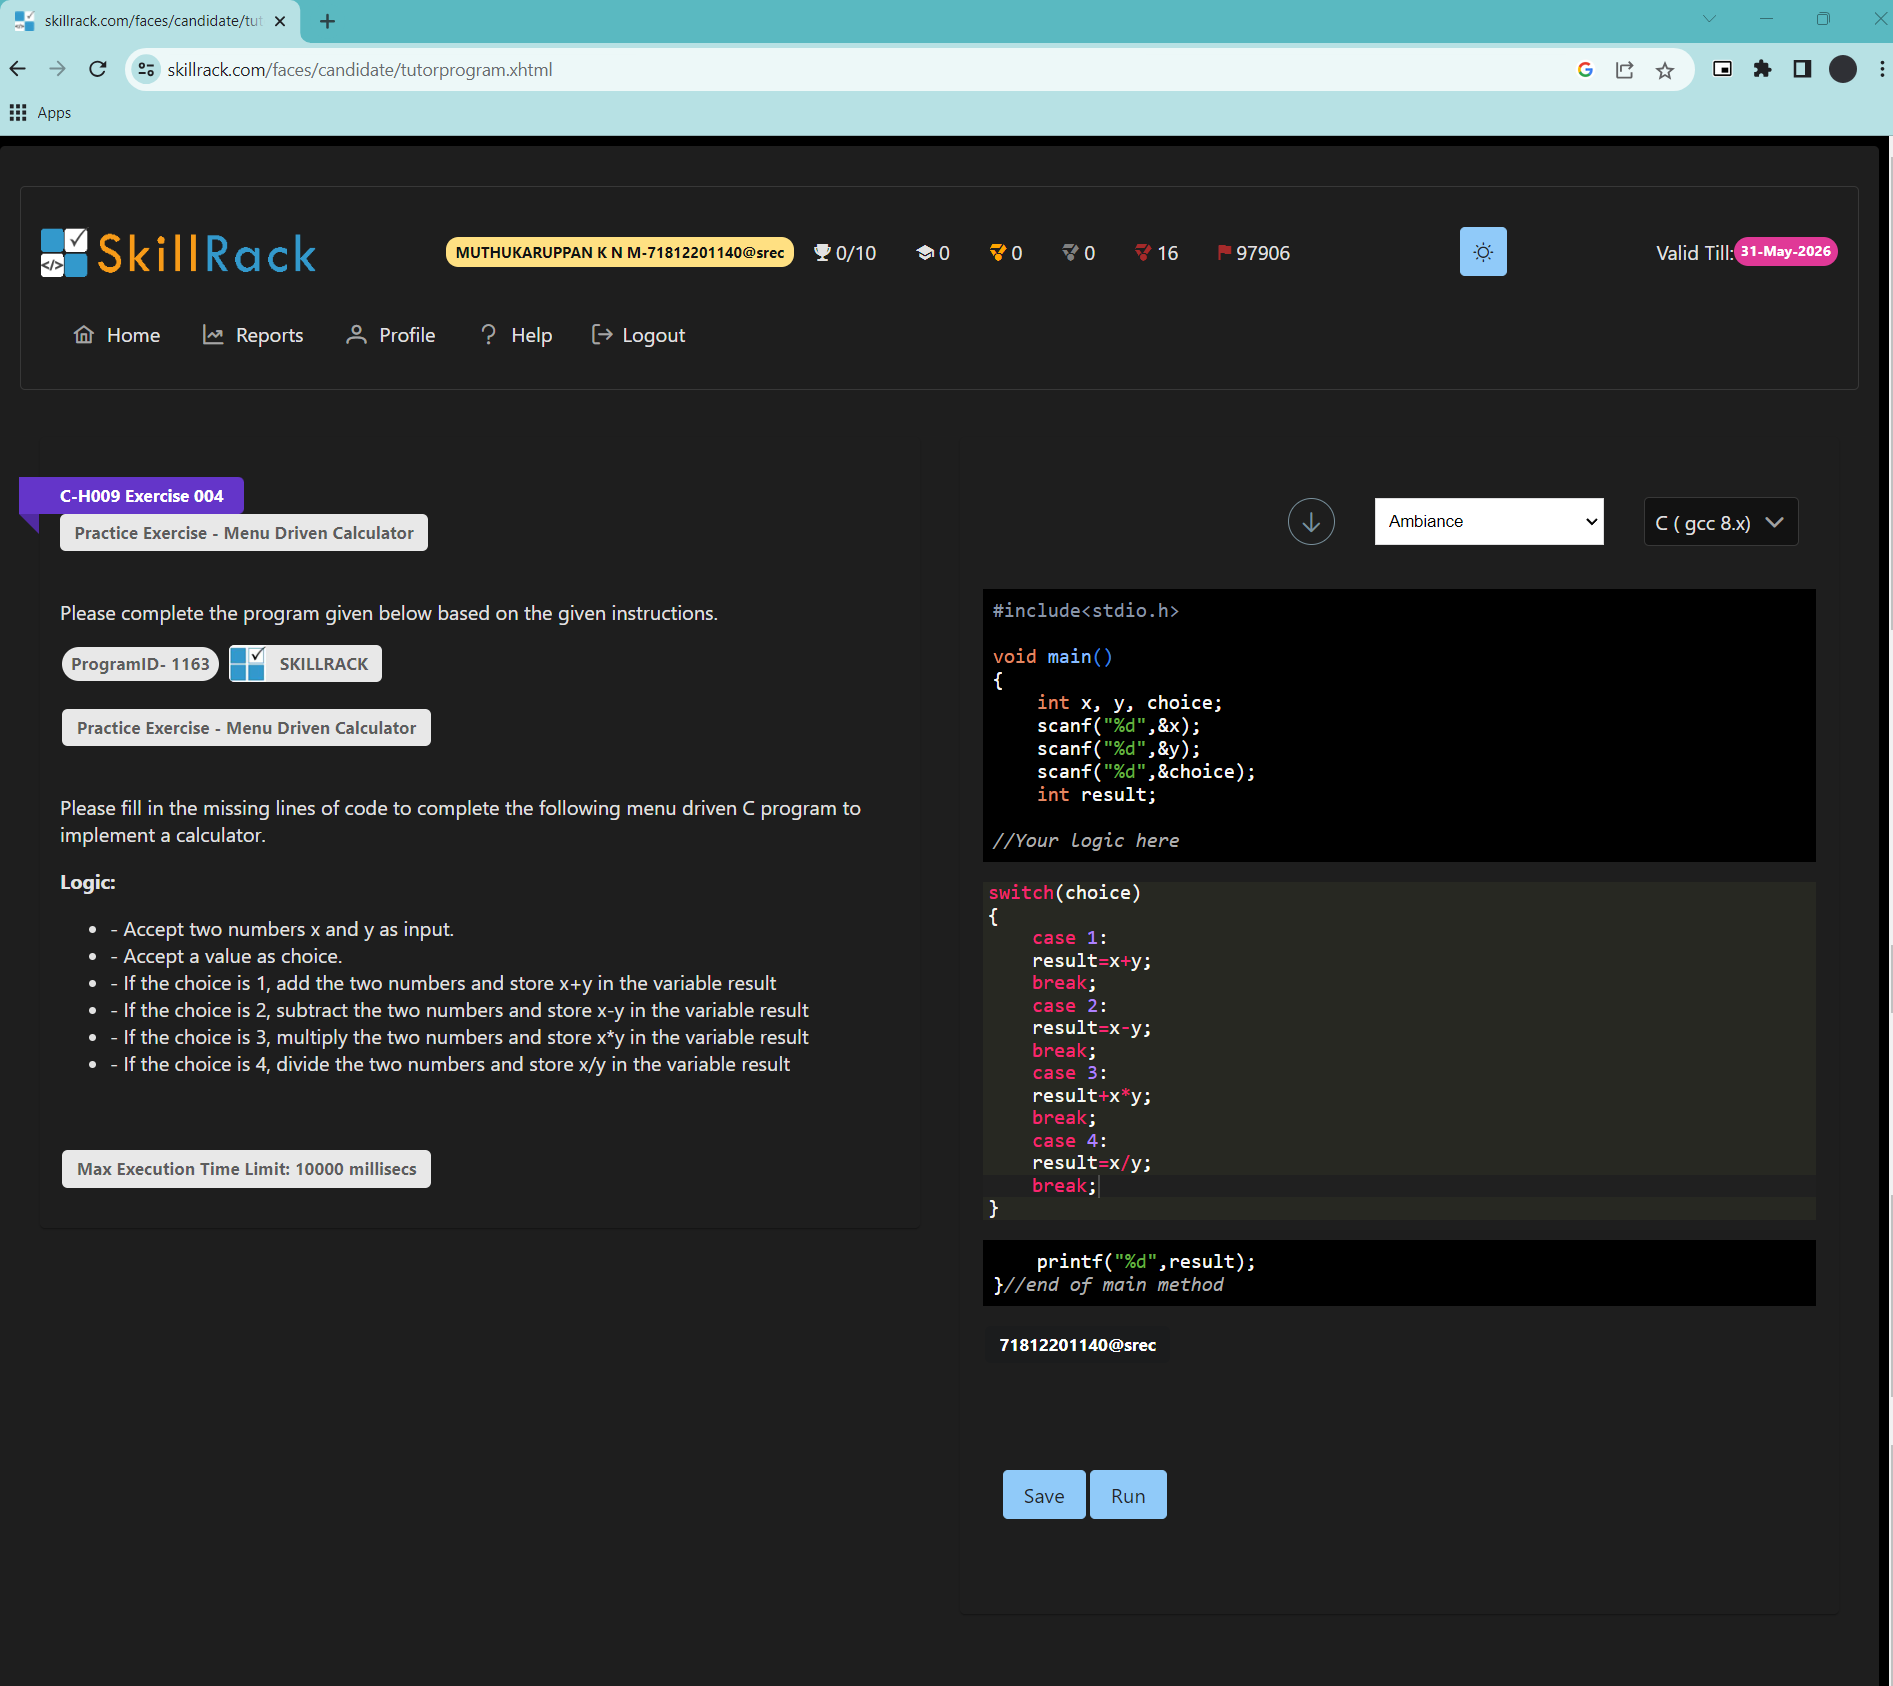 skillrack.com/faces/candidate/tut
skillrack.com/faces/candidate/tutorprogram.xhtml
Apps
SkillRack
MUTHUKARUPPAN K N M-71812201140@srec
0/10
0
0
0
16
97906
Valid Till: 31-May-2026
Home
Reports
Profile
Help
Logout
C-H009 Exercise 004
Practice Exercise - Menu Driven Calculator
Please complete the program given below based on the given instructions.
ProgramID- 1163
SKILLRACK
Practice Exercise - Menu Driven Calculator
Please fill in the missing lines of code to complete the following menu driven C program to
implement a calculator.
Logic:
- Accept two numbers x and y as input.
- Accept a value as choice.
- If the choice is 1, add the two numbers and store x+y in the variable result
- If the choice is 2, subtract the two numbers and store x-y in the variable result
- If the choice is 3, multiply the two numbers and store x*y in the variable result
- If the choice is 4, divide the two numbers and store x/y in the variable result
Max Execution Time Limit: 10000 millisecs
Ambiance
C ( gcc 8.x)
#include<stdio.h>
void main()
{
int x, y, choice;
scanf("%d",&x);
scanf("%d",&y);
scanf("%d",&choice);
int result;
//Your logic here
switch(choice)
{
case 1:
result=x+y;
break;
case 2:
result=x-y;
break;
case 3:
result+x*y;
break;
case 4:
result=x/y;
break;
}
printf("%d",result);
}//end of main method
71812201140@srec
Save
Run